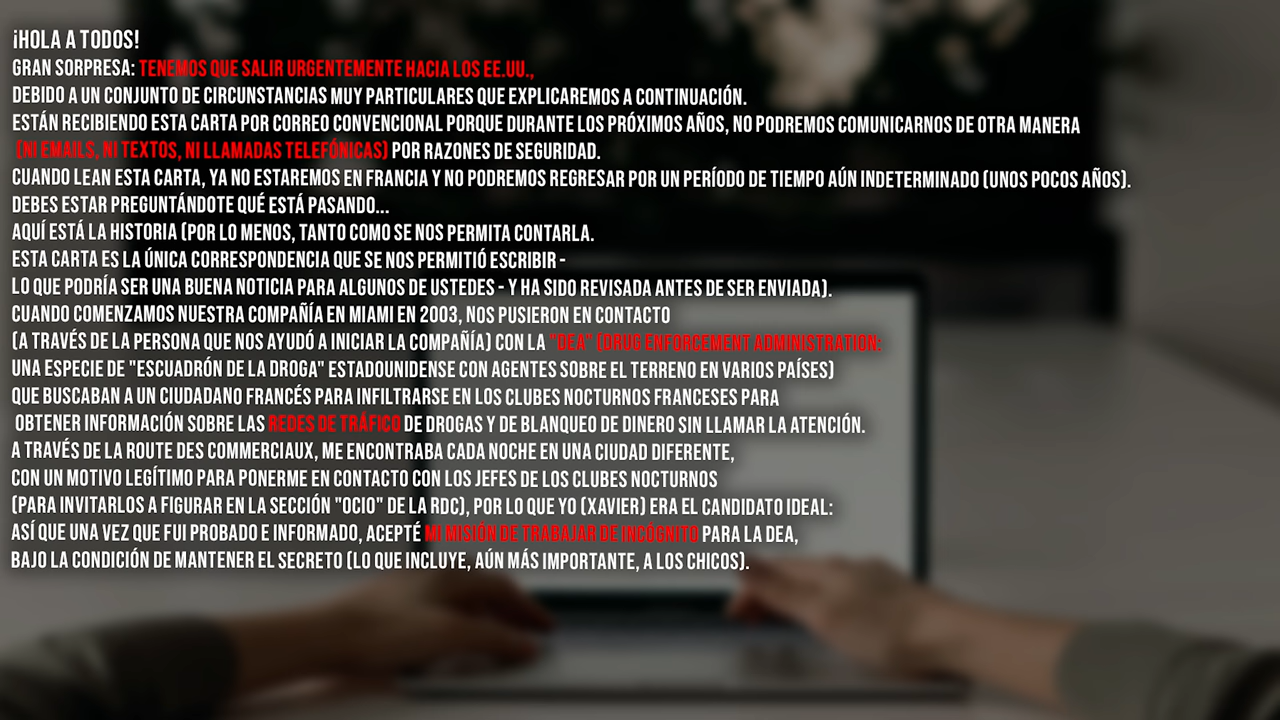 ¡HOLA A TODOS!
GRAN SORPRESA: TENEMOS QUE SALIR URGENTEMENTE HACIA LOS EE.UU.,
DEBIDO A UN CONJUNTO DE CIRCUNSTANCIAS MUY PARTICULARES QUE EXPLICAREMOS A CONTINUACIÓN.
ESTÁN RECIBIENDO ESTA CARTA POR CORREO CONVENCIONAL PORQUE DURANTE LOS PRÓXIMOS AÑOS, NO PODREMOS COMUNICARNOS DE OTRA MANERA
(NI EMAILS, NI TEXTOS, NI LLAMADAS TELEFÓNICAS) POR RAZONES DE SEGURIDAD.
CUANDO LEAN ESTA CARTA, YA NO ESTAREMOS EN FRANCIA Y NO PODREMOS REGRESAR POR UN PERÍODO DE TIEMPO AÚN INDETERMINADO (UNOS POCOS AÑOS).
DEBES ESTAR PREGUNTÁNDOTE QUÉ ESTÁ PASANDO...
AQUÍ ESTÁ LA HISTORIA (POR LO MENOS, TANTO COMO SE NOS PERMITA CONTARLA.
ESTA CARTA ES LA ÚNICA CORRESPONDENCIA QUE SE NOS PERMITIÓ ESCRIBIR -
LO QUE PODRÍA SER UNA BUENA NOTICIA PARA ALGUNOS DE USTEDES - Y HA SIDO REVISADA ANTES DE SER ENVIADA).
CUANDO COMENZAMOS NUESTRA COMPAÑÍA EN MIAMI EN 2003, NOS PUSIERON EN CONTACTO
(A TRAVÉS DE LA PERSONA QUE NOS AYUDÓ A INICIAR LA COMPAÑÍA) CON LA "DEA" (DRUG ENFORCEMENT ADMINISTRATION:
UNA ESPECIE DE "ESCUADRÓN DE LA DROGA" ESTADOUNIDENSE CON AGENTES SOBRE EL TERRENO EN VARIOS PAÍSES)
QUE BUSCABAN A UN CIUDADANO FRANCÉS PARA INFILTRARSE EN LOS CLUBES NOCTURNOS FRANCESES PARA
OBTENER INFORMACIÓN SOBRE LAS REDES DE TRÁFICO DE DROGAS Y DE BLANQUEO DE DINERO SIN LLAMAR LA ATENCIÓN.
A TRAVÉS DE LA ROUTE DES COMMERCIAUX, ME ENCONTRABA CADA NOCHE EN UNA CIUDAD DIFERENTE,
CON UN MOTIVO LEGÍTIMO PARA PONERME EN CONTACTO CON LOS JEFES DE LOS CLUBES NOCTURNOS
(PARA INVITARLOS A FIGURAR EN LA SECCIÓN "OCIO" DE LA RDC), POR LO QUE YO (XAVIER) ERA EL CANDIDATO IDEAL:
ASÍ QUE UNA VEZ QUE FUI PROBADO E INFORMADO, ACEPTÉ MI MISIÓN DE TRABAJAR DE INCÓGNITO PARA LA DEA,
BAJO LA CONDICIÓN DE MANTENER EL SECRETO (LO QUE INCLUYE, AÚN MÁS IMPORTANTE, A LOS CHICOS).